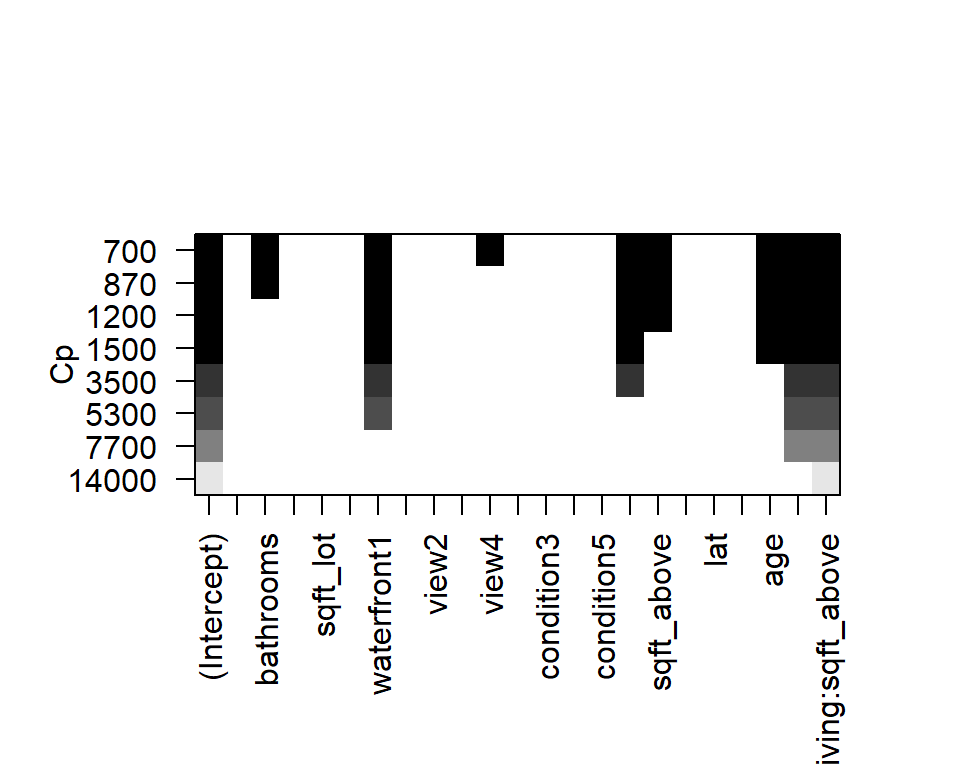 Cp
700
870
1200
1500
3500
5300
7700
14000
(Intercept)
bathrooms
sqft_lot
waterfront1
view2
view4
condition3
condition5
sqft_above
lat
age
iving:sqft_above